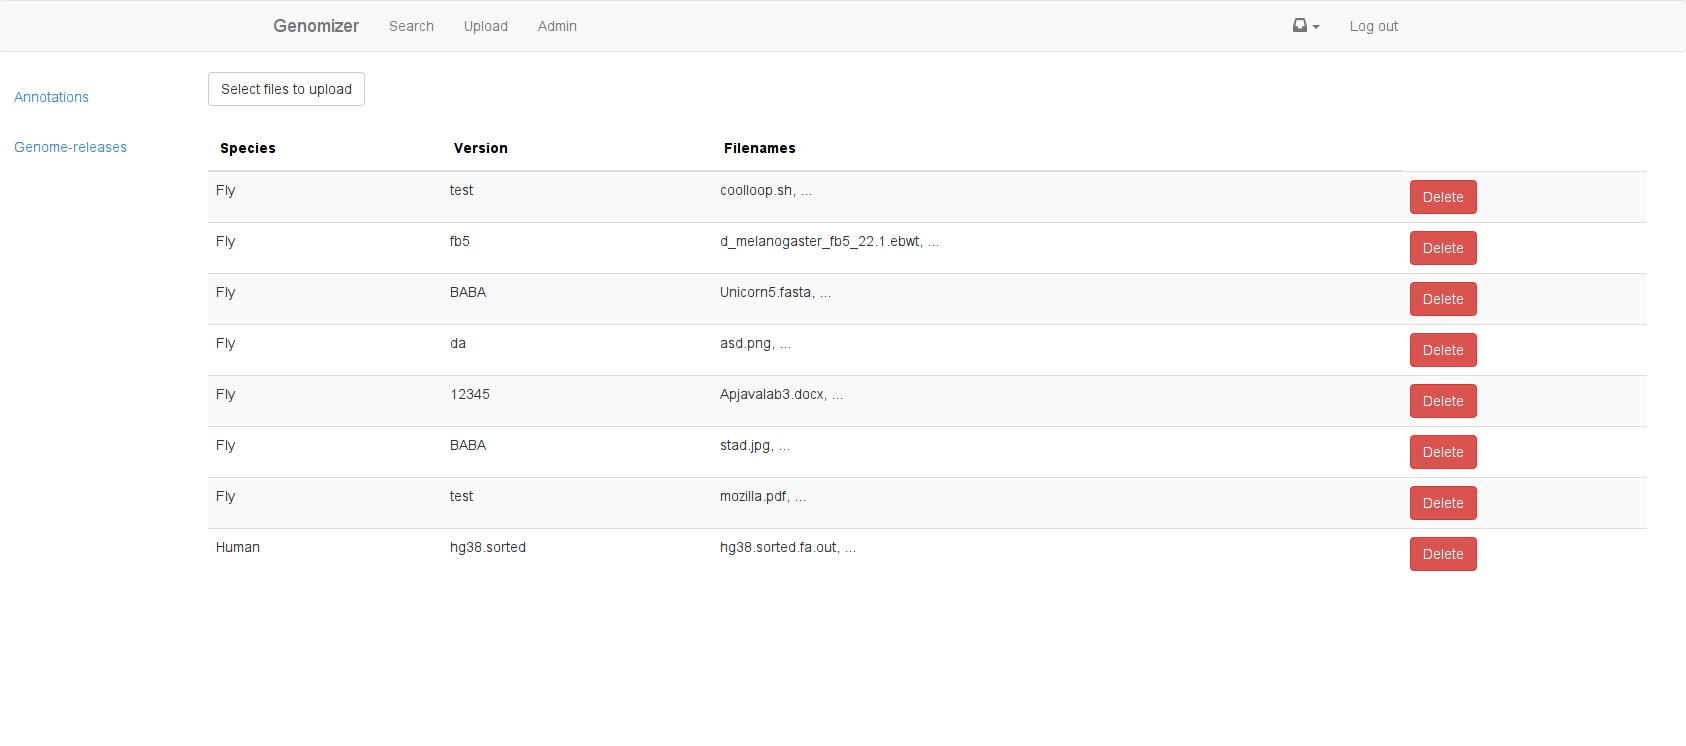 Genomizer Search Upload Admin Log out
Select files to upload
Annotations
Genome-releases
Species Version Filenames
Fly test coolloop.sh, ... Delete
Fly fb5 d_melanogaster_fb5_22.1.ebwt, ... Delete
Fly BABA Unicorn5.fasta, ... Delete
Fly da asd.png, ... Delete
Fly 12345 Apjavalab3.docx, ... Delete
Fly BABA stad.jpg, ... Delete
Fly test mozilla.pdf, ... Delete
Human hg38.sorted hg38.sorted.fa.out, ... Delete